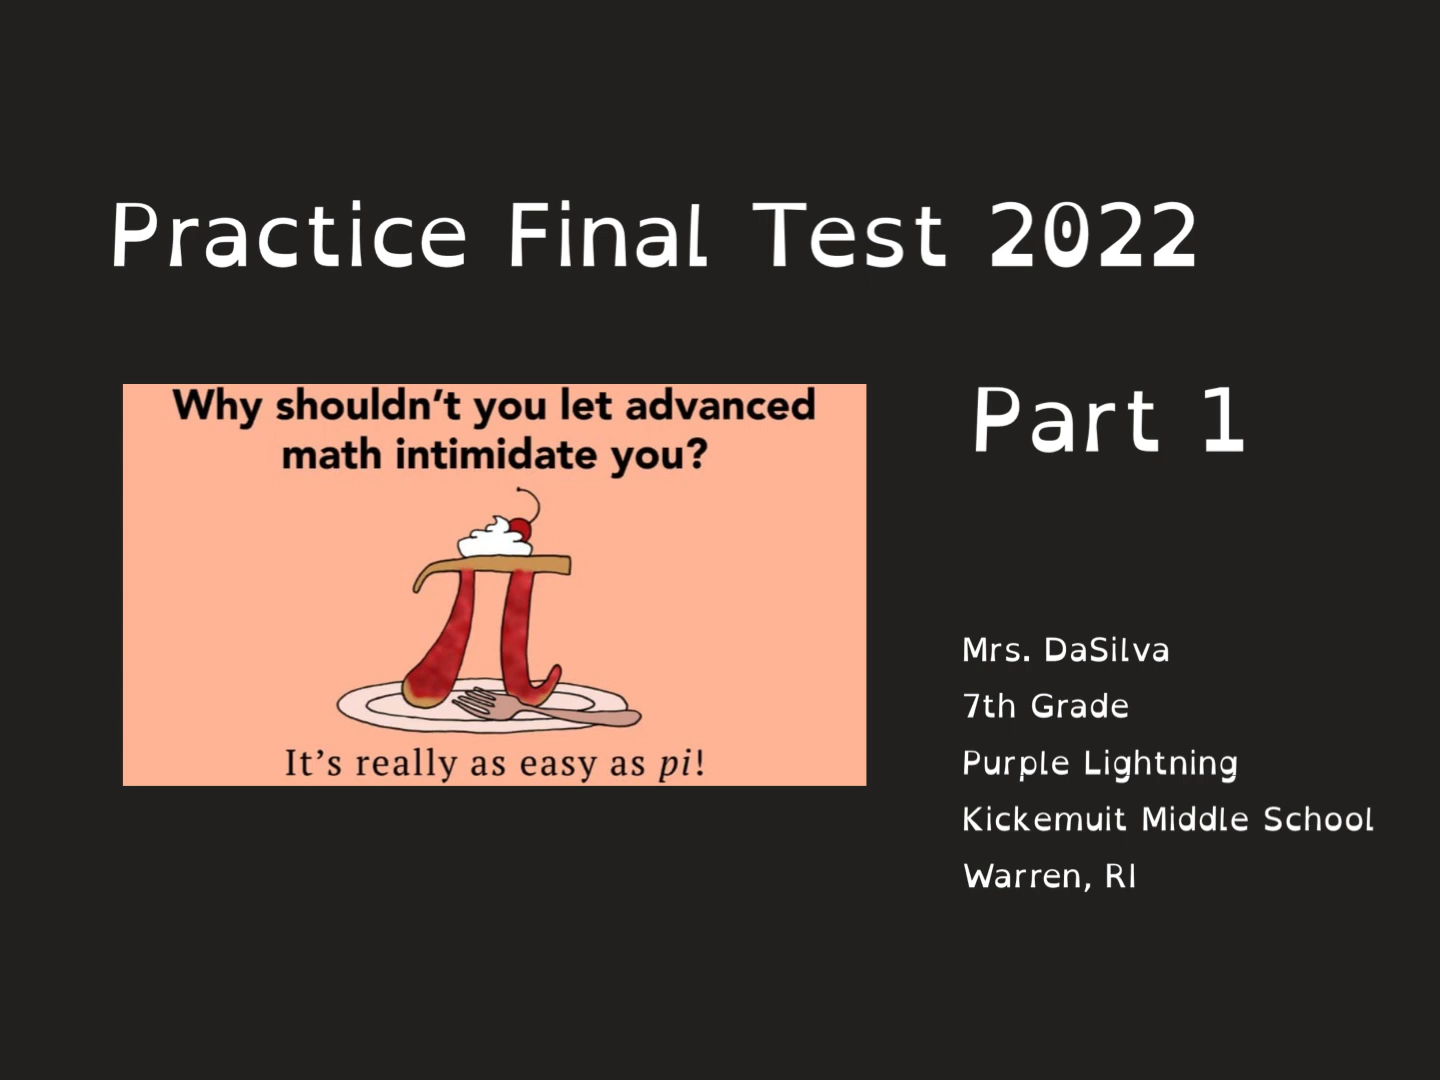 Practice Final Test 2022
Why shouldn't you let advanced
math intimidate you?
It's really as easy as pi!
Part 1
Mrs. DaSilva
7th Grade
Purple Lightning
Kickemuit Middle School
Warren, RI